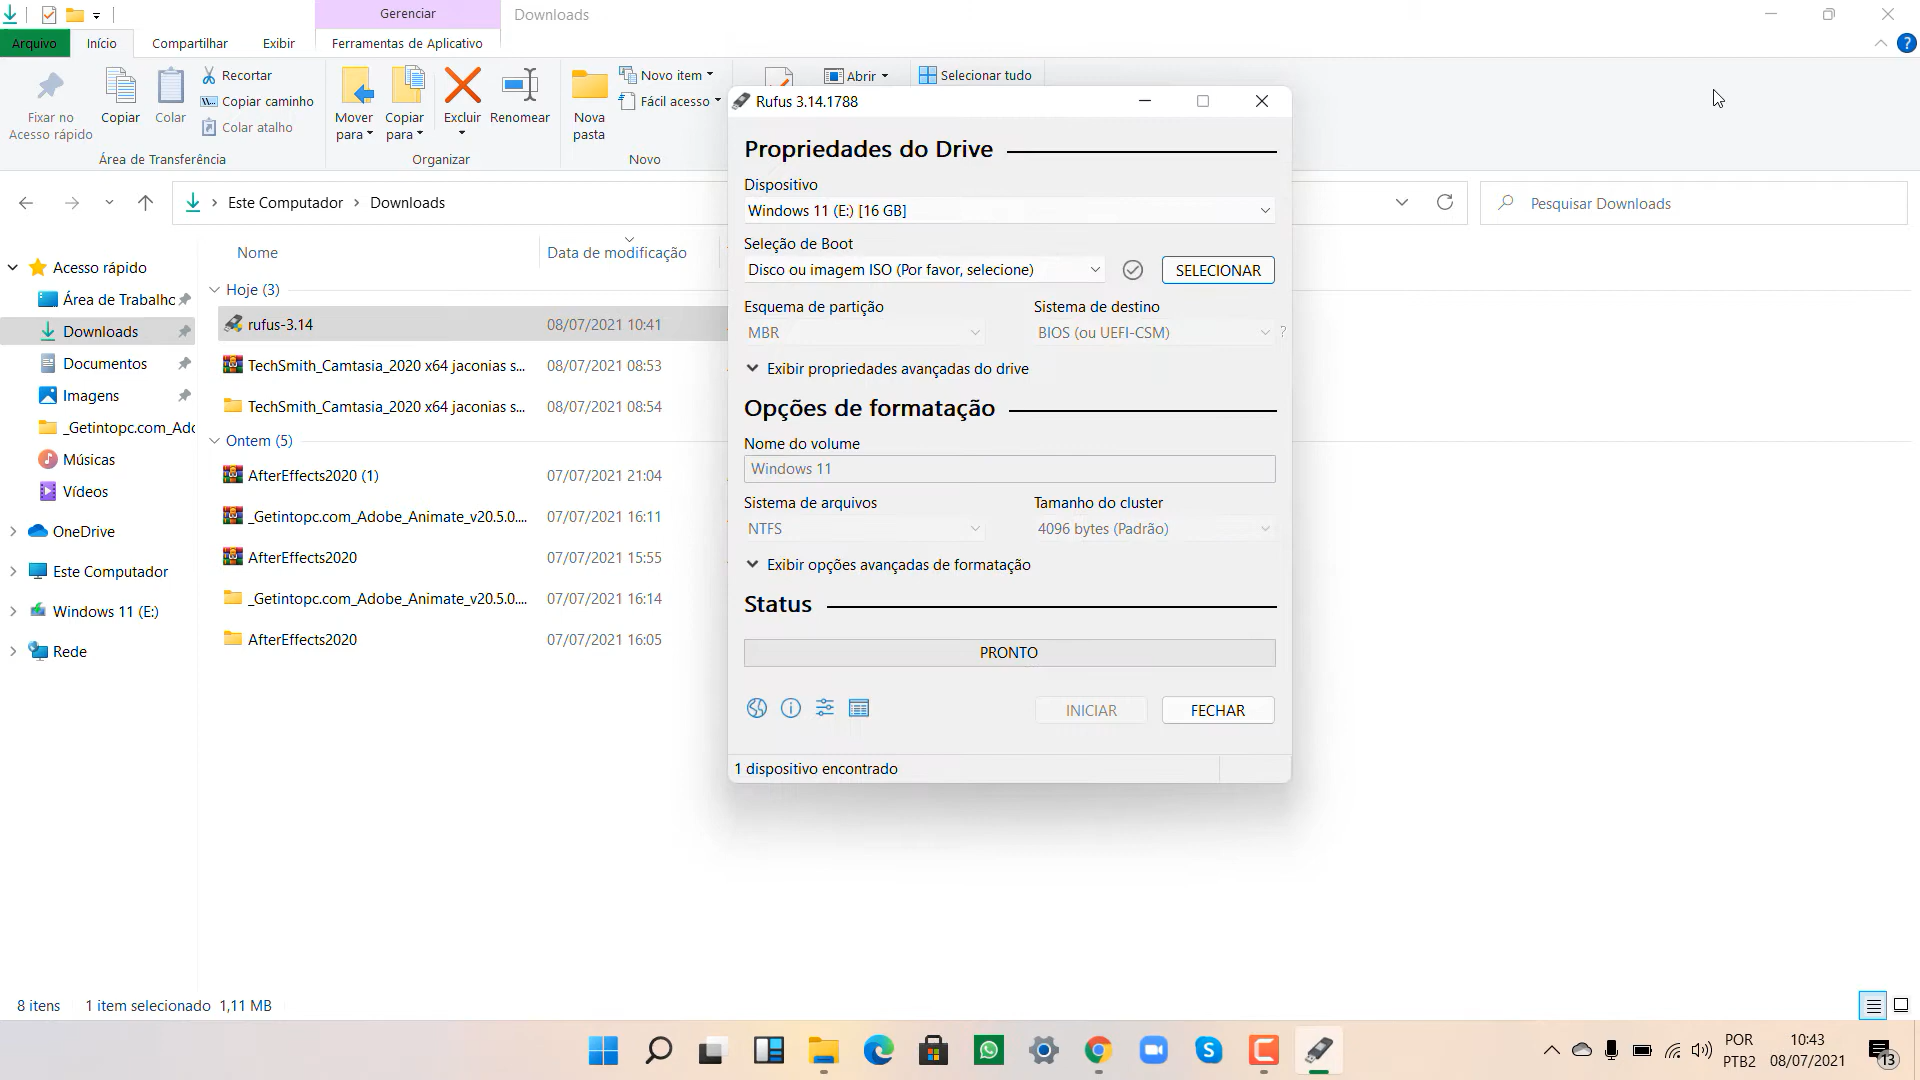 Gerenciar
Downloads
Arquivo
Início
Compartilhar
Exibir
Ferramentas de Aplicativo
Fixar no
Acesso rápido
Copiar
Colar
Recortar
Copiar caminho
Colar atalho
Área de Transferência
Mover
para
Copiar
para
Excluir
Renomear
Organizar
Nova
pasta
Novo item
Fácil acesso
Novo
Abrir
Selecionar tudo
Este Computador
Downloads
Pesquisar Downloads
Acesso rápido
Área de Trabalho
Downloads
Documentos
Imagens
_Getintopc.com_Ado
Músicas
Vídeos
OneDrive
Este Computador
Windows 11 (E:)
Rede
Nome
Data de modificação
Hoje (3)
rufus-3.14 08/07/2021 10:41
TechSmith_Camtasia_2020 x64 jaconias s... 08/07/2021 08:53
TechSmith_Camtasia_2020 x64 jaconias s... 08/07/2021 08:54
Ontem (5)
AfterEffects2020 (1) 07/07/2021 21:04
_Getintopc.com_Adobe_Animate_v20.5.0.... 07/07/2021 16:11
AfterEffects2020 07/07/2021 15:55
_Getintopc.com_Adobe_Animate_v20.5.0.... 07/07/2021 16:14
AfterEffects2020 07/07/2021 16:05
Rufus 3.14.1788
Propriedades do Drive
Dispositivo
Windows 11 (E:) [16 GB]
Seleção de Boot
Disco ou imagem ISO (Por favor, selecione)
SELECIONAR
Esquema de partição
Sistema de destino
MBR
BIOS (ou UEFI-CSM)
?
Exibir propriedades avançadas do drive
Opções de formatação
Nome do volume
Windows 11
Sistema de arquivos
Tamanho do cluster
NTFS
4096 bytes (Padrão)
Exibir opções avançadas de formatação
Status
PRONTO
INICIAR
FECHAR
1 dispositivo encontrado
8 itens
1 item selecionado 1,11 MB
POR
PTB2
10:43
08/07/2021
13